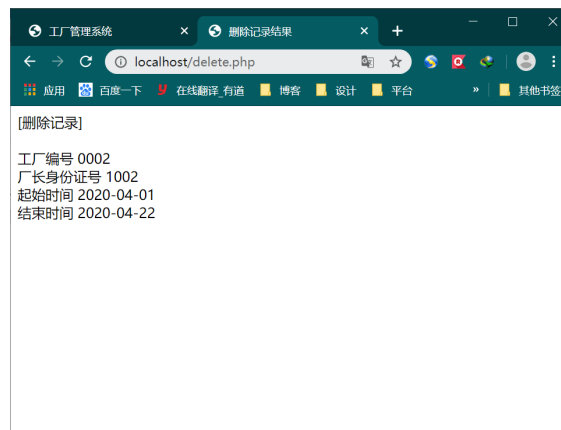 工厂管理系统
删除记录结果
localhost/delete.php
应用 百度一下 在线翻译_有道 博客 设计 平台 » 其他书签
[删除记录]
工厂编号 0002
厂长身份证号 1002
起始时间 2020-04-01
结束时间 2020-04-22